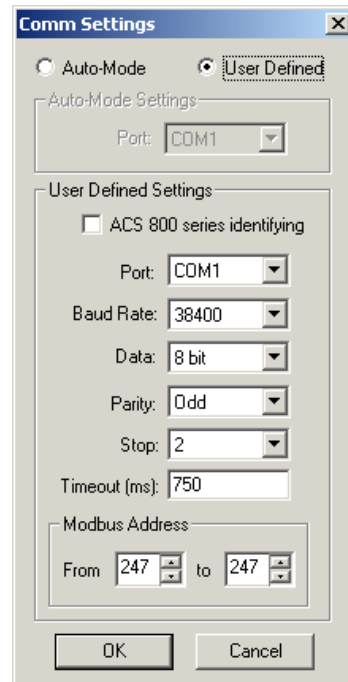 Comm Settings
Auto-Mode User Defined
Auto-Mode Settings
Port: COM1
User Defined Settings
ACS 800 series identifying
Port: COM1
Baud Rate: 38400
Data: 8 bit
Parity: Odd
Stop: 2
Timeout (ms): 750
Modbus Address
From 247 to 247
OK Cancel